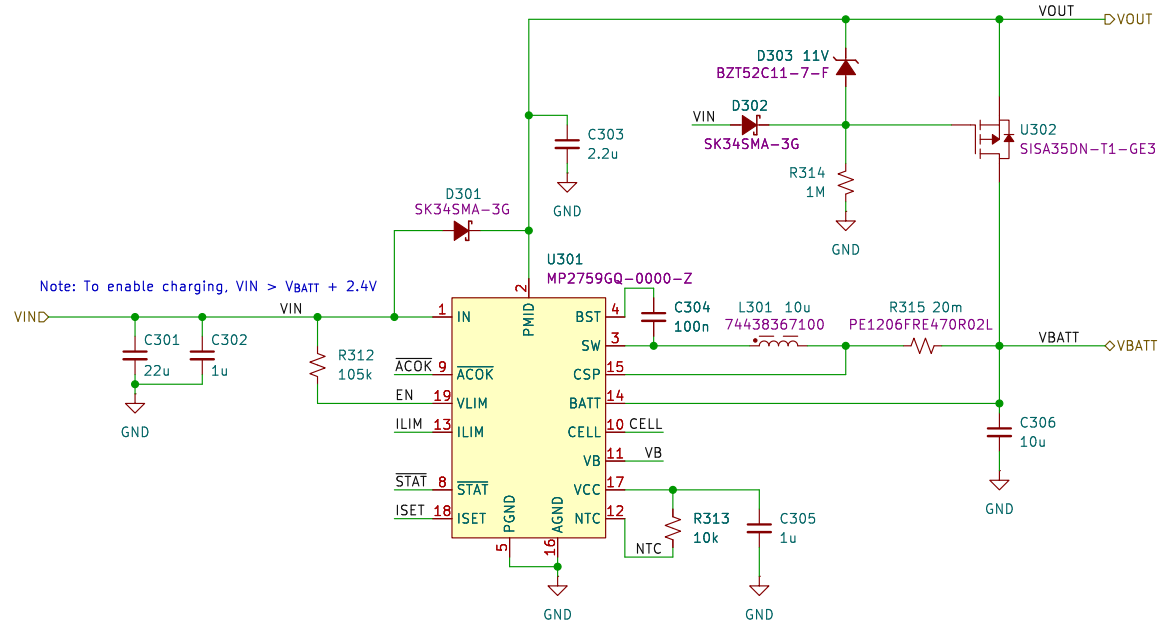 VOUT
VOUT
D303 11V
BZT52C11-7-F
VIN
D302
SK34SMA-3G
U302
SISA35DN-T1-GE3
C303
2.2u
GND
R314
1M
GND
D301
SK34SMA-3G
U301
MP2759GQ-0000-Z
Note: To enable charging, VIN > VBATT + 2.4V
VIN
VIN
C301
22u
C302
1u
GND
R312
105k
ACOK
EN
ILIM
STAT
ISET
1
9
19
13
8
18
2
5
16
4
3
15
14
10
11
17
12
IN
ACOK
VLIM
ILIM
STAT
ISET
PMID
PGND
AGND
BST
SW
CSP
BATT
CELL
VB
VCC
NTC
C304
100n
L301 10u
74438367100
R315 20m
PE1206FRE470R02L
VBATT
VBATT
CELL
VB
C306
10u
GND
R313
10k
NTC
C305
1u
GND
GND